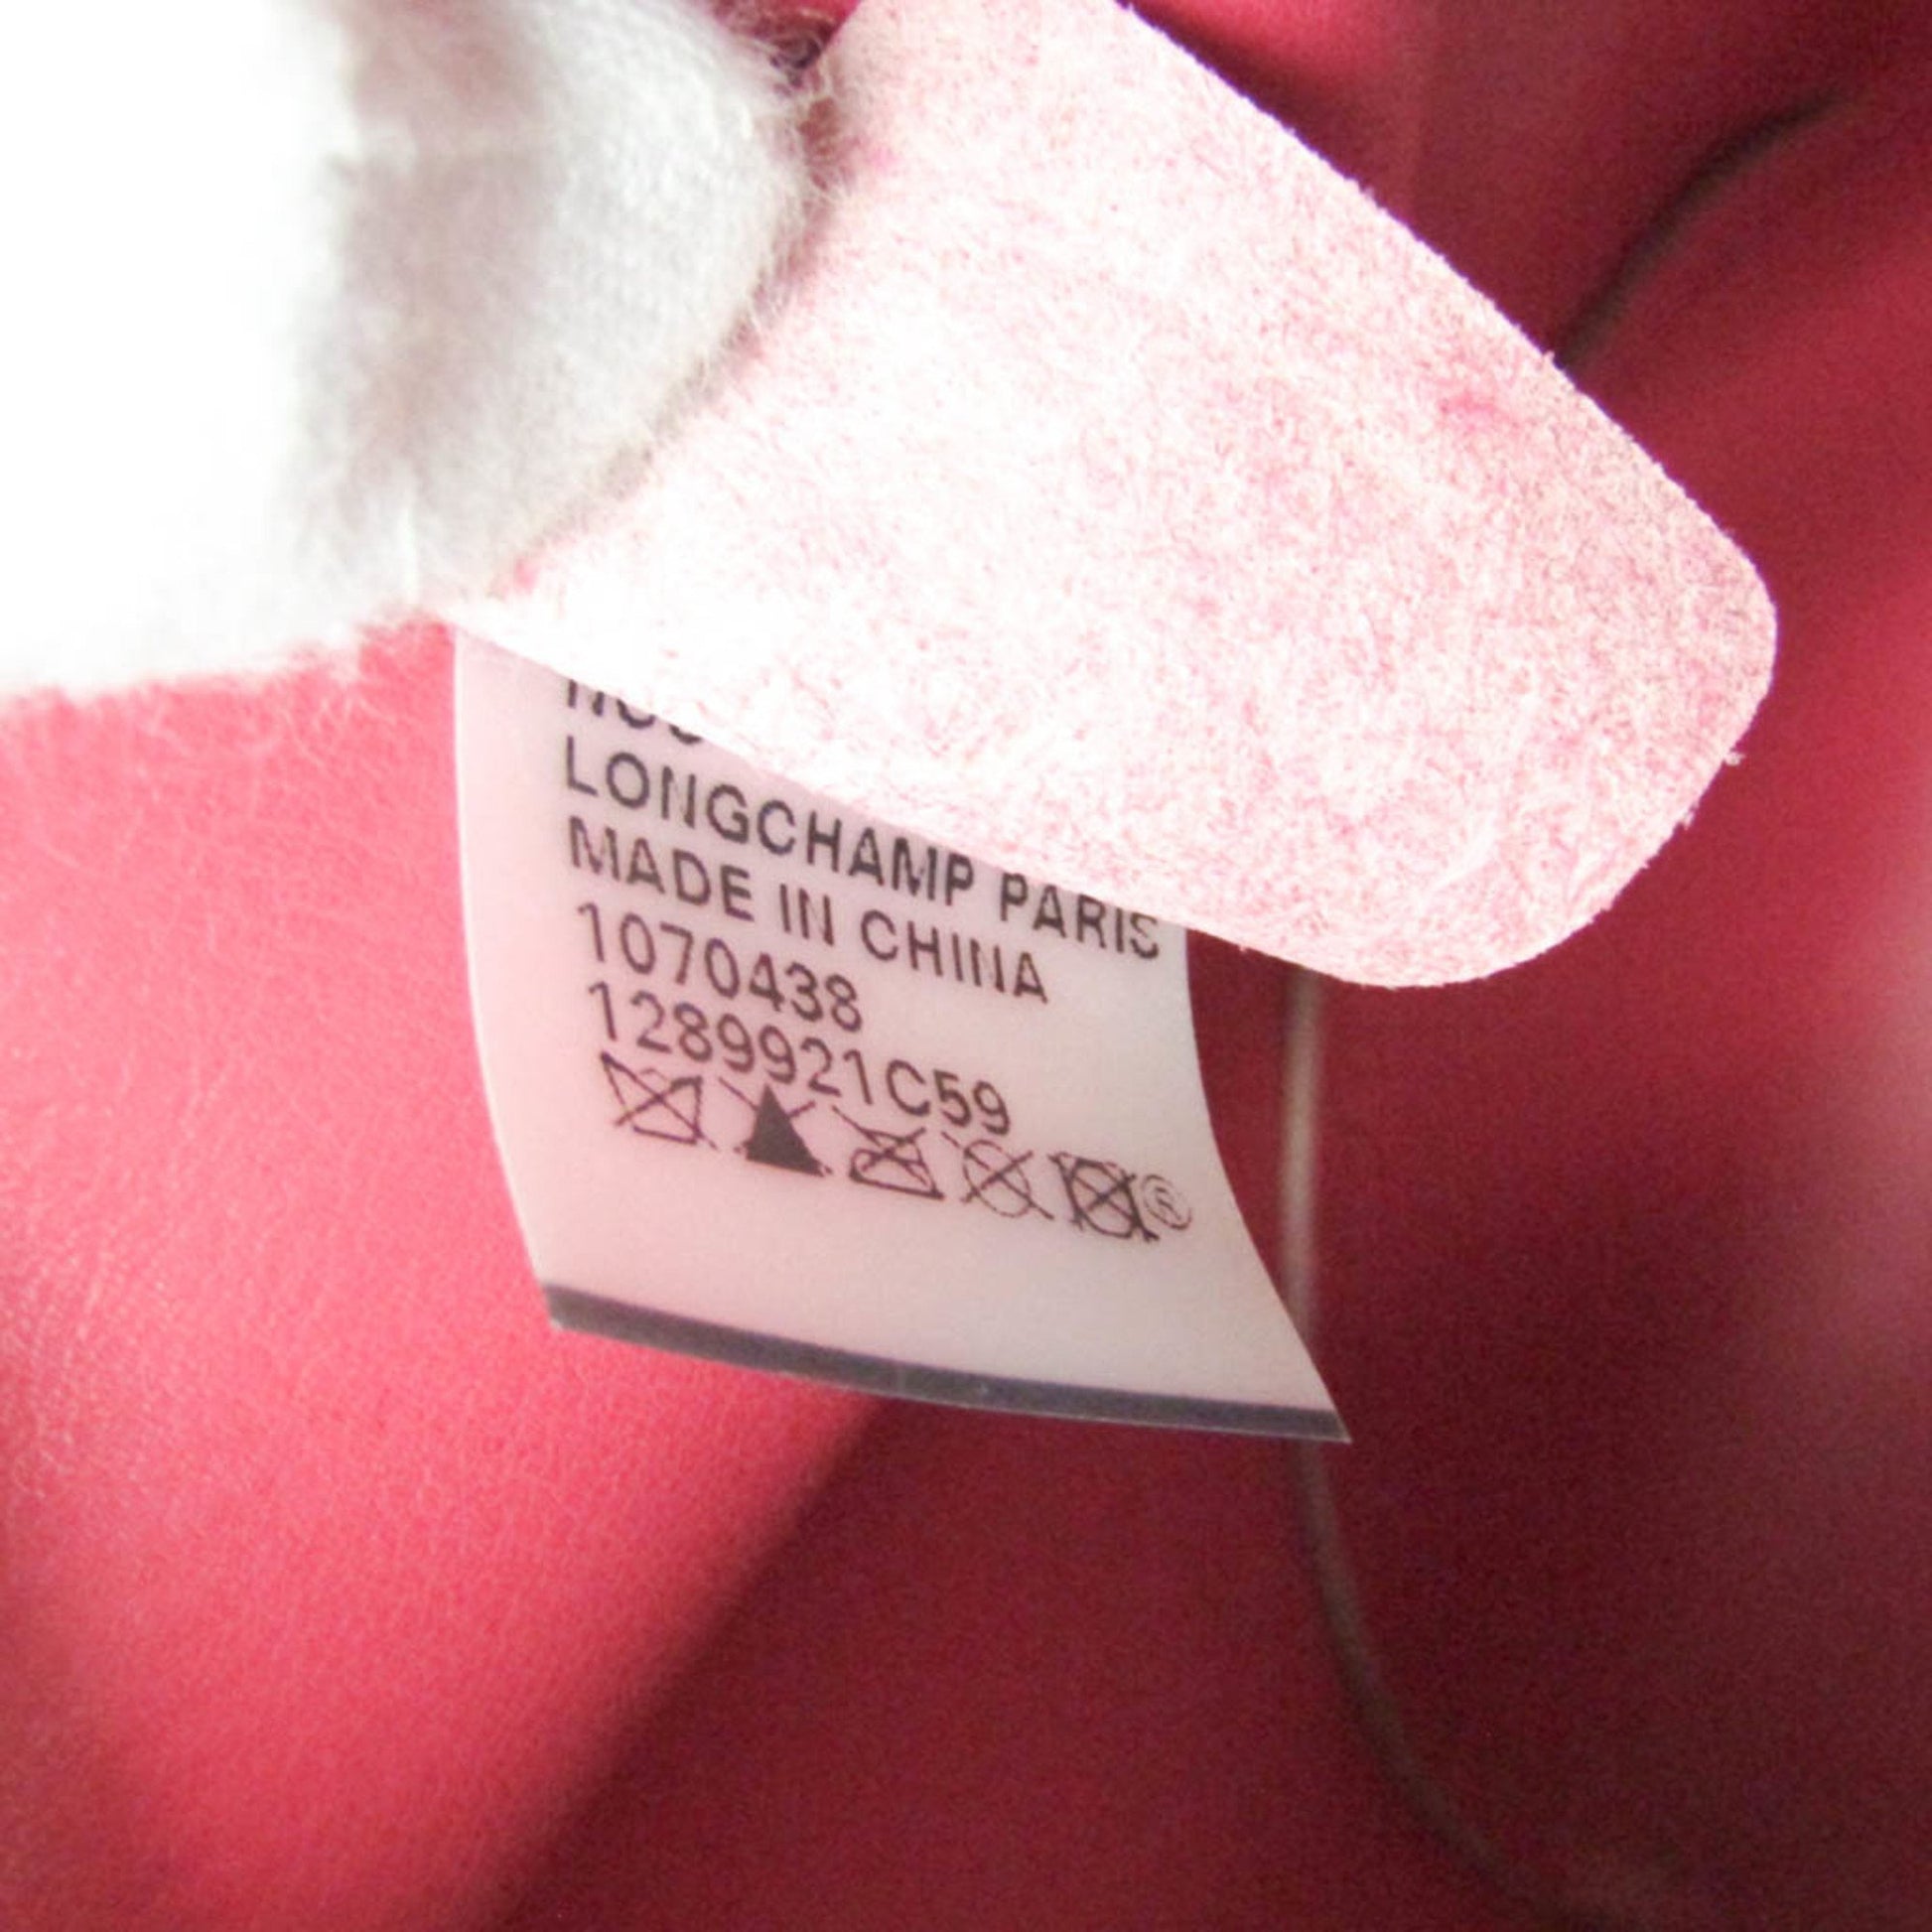 LONGCHAMP PARIS
MADE IN CHINA
1070438
1289921C59
®